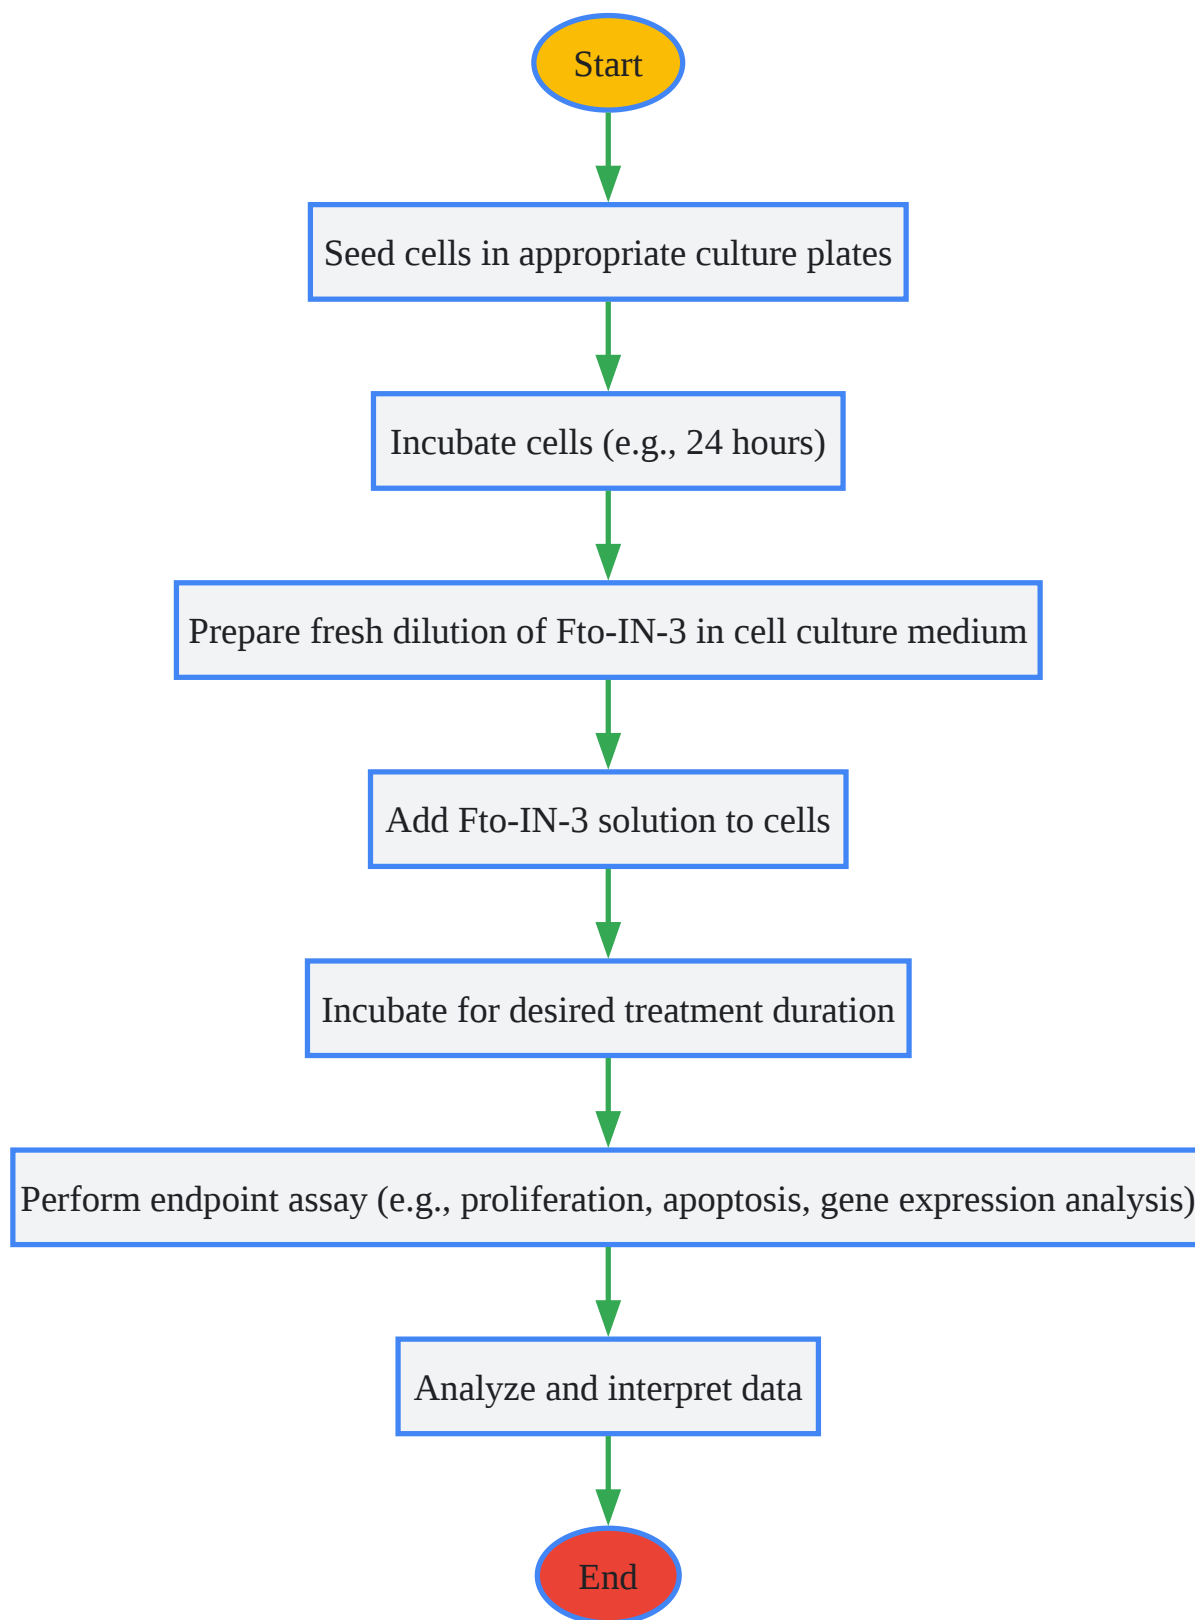 Start
Seed cells in appropriate culture plates
Incubate cells (e.g., 24 hours)
Prepare fresh dilution of Fto-IN-3 in cell culture medium
Add Fto-IN-3 solution to cells
Incubate for desired treatment duration
Perform endpoint assay (e.g., proliferation, apoptosis, gene expression analysis)
Analyze and interpret data
End